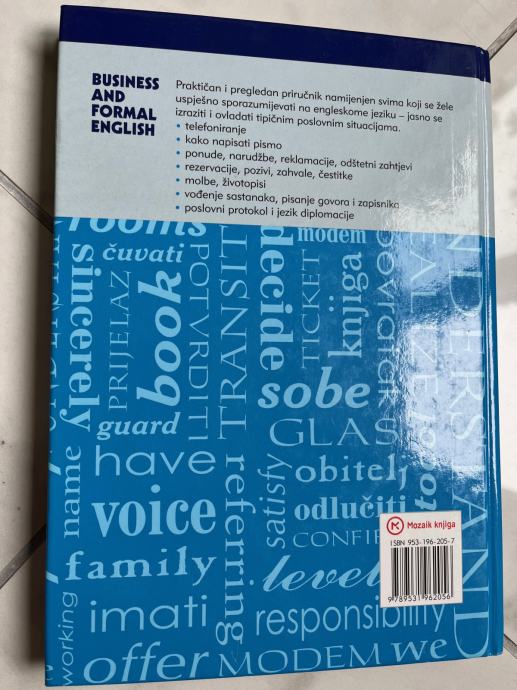 BUSINESS
AND
FORMAL
ENGLISH
Praktičan i pregledan priručnik namijenjen svima koji se žele
uspješno sporazumijevati na engleskome jeziku – jasno se
izraziti i ovladati tipičnim poslovnim situacijama.
• telefoniranje
• kako napisati pismo
• ponude, narudžbe, reklamacije, odštetni zahtjevi
• rezervacije, pozivi, zahvale, čestitke
• molbe, životopisi
• vođenje sastanaka, pisanje govora i zapisnika
• poslovni protokol i jezik diplomacije
rooms
čuvati
sincerely
PRIJELAZ
book
POTVRDITI
TRANSIT
decide
modem
TICKET
knjiga
guard
sobe
GLAS
have
name
voice
referring
satisfy
obitelj
odlučiti
family
level
imati
responsibility
working
offer
MODEM
we
Mozaik knjiga
ISBN 953-196-205-7
9 789531 962056